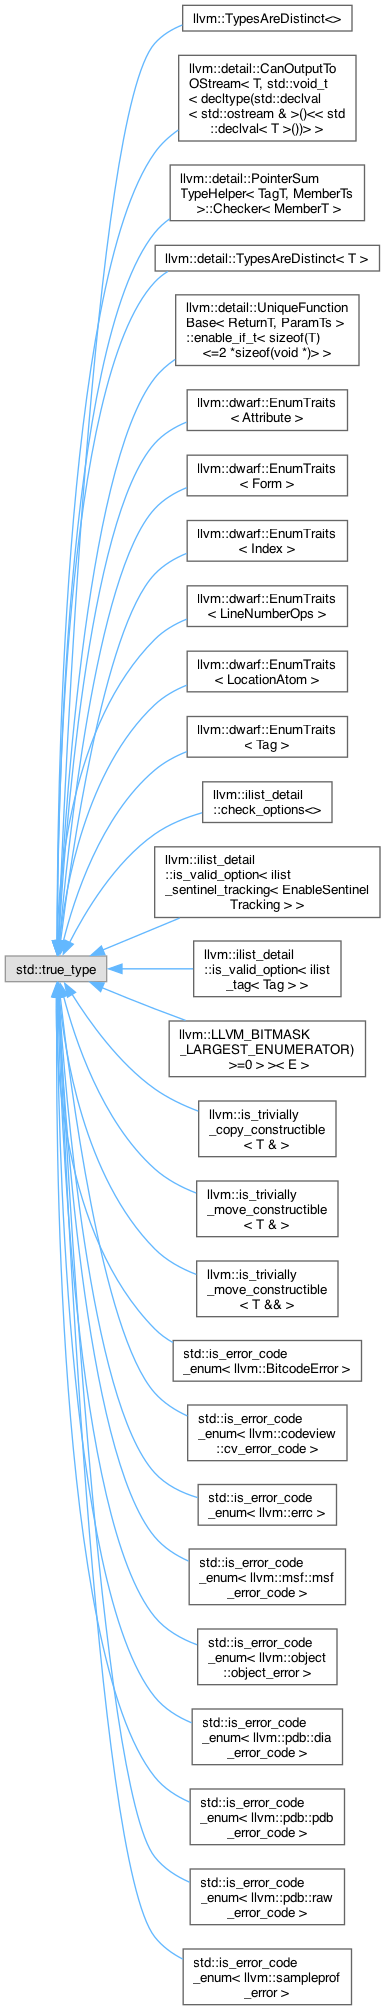 llvm::TypesAreDistinct<>
llvm::detail::CanOutputTo
OStream< T, std::void_t
< decltype(std::declval
< std::ostream & >()<< std
::declval< T >())> >
llvm::detail::PointerSum
TypeHelper< TagT, MemberTs
>::Checker< MemberT >
llvm::detail::TypesAreDistinct< T >
llvm::detail::UniqueFunction
Base< ReturnT, ParamTs >
::enable_if_t< sizeof(T)
<=2 *sizeof(void *)> >
llvm::dwarf::EnumTraits
< Attribute >
llvm::dwarf::EnumTraits
< Form >
llvm::dwarf::EnumTraits
< Index >
llvm::dwarf::EnumTraits
< LineNumberOps >
llvm::dwarf::EnumTraits
< LocationAtom >
llvm::dwarf::EnumTraits
< Tag >
llvm::ilist_detail
::check_options<>
llvm::ilist_detail
::is_valid_option< ilist
_sentinel_tracking< EnableSentinel
Tracking > >
std::true_type
llvm::ilist_detail
::is_valid_option< ilist
_tag< Tag > >
llvm::LLVM_BITMASK
_LARGEST_ENUMERATOR)
>=0 > >< E >
llvm::is_trivially
_copy_constructible
< T & >
llvm::is_trivially
_move_constructible
< T & >
llvm::is_trivially
_move_constructible
< T && >
std::is_error_code
_enum< llvm::BitcodeError >
std::is_error_code
_enum< llvm::codeview
::cv_error_code >
std::is_error_code
_enum< llvm::errc >
std::is_error_code
_enum< llvm::msf::msf
_error_code >
std::is_error_code
_enum< llvm::object
::object_error >
std::is_error_code
_enum< llvm::pdb::dia
_error_code >
std::is_error_code
_enum< llvm::pdb::pdb
_error_code >
std::is_error_code
_enum< llvm::pdb::raw
_error_code >
std::is_error_code
_enum< llvm::sampleprof
_error >